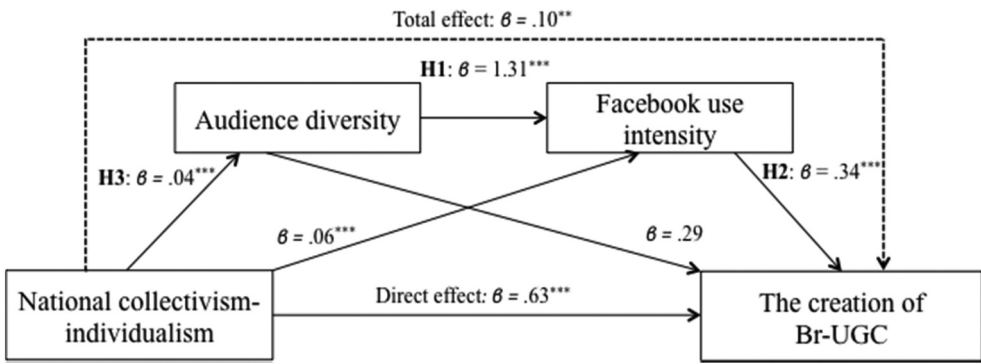 Total effect: β = .10**
H1: β = 1.31***
Audience diversity
Facebook use
intensity
H3: β = .04***
H2: β = .34***
β = .06***
β = .29
National collectivism-
individualism
Direct effect: β = .63***
The creation of
Br-UGC